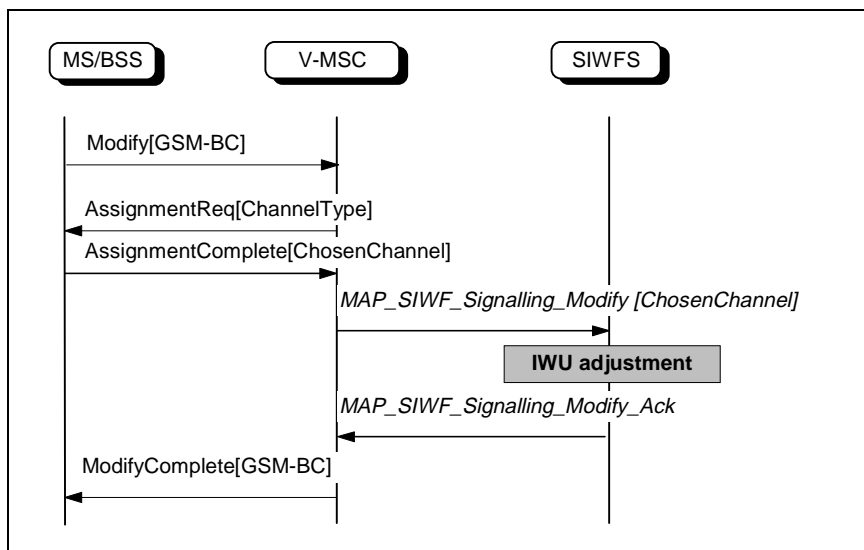 MS/BSS
V-MSC
SIWFS
Modify[GSM-BC]
AssignmentReq[ChannelType]
AssignmentComplete[ChosenChannel]
MAP_SIWF_Signalling_Modify [ChosenChannel]
IWU adjustment
MAP_SIWF_Signalling_Modify_Ack
ModifyComplete[GSM-BC]